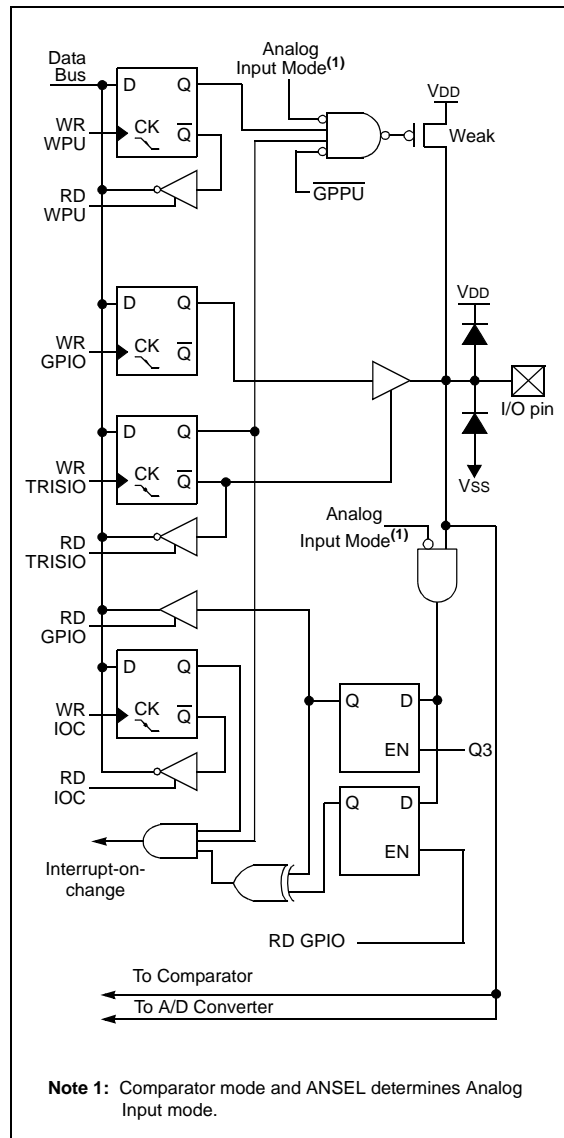 Data
Bus
Analog
Input Mode(1)
VDD
D Q
WR
WPU
CK
Q
Weak
RD
WPU
GPPU
D Q
WR
GPIO
CK
Q
VDD
I/O pin
VSS
D Q
WR
TRISIO
CK
Q
RD
TRISIO
Analog
Input Mode(1)
RD
GPIO
D Q
WR
IOC
CK
Q
RD
IOC
Q D
EN
Q3
Q D
EN
Interrupt-on-
change
RD GPIO
To Comparator
To A/D Converter
Note 1: Comparator mode and ANSEL determines Analog
Input mode.